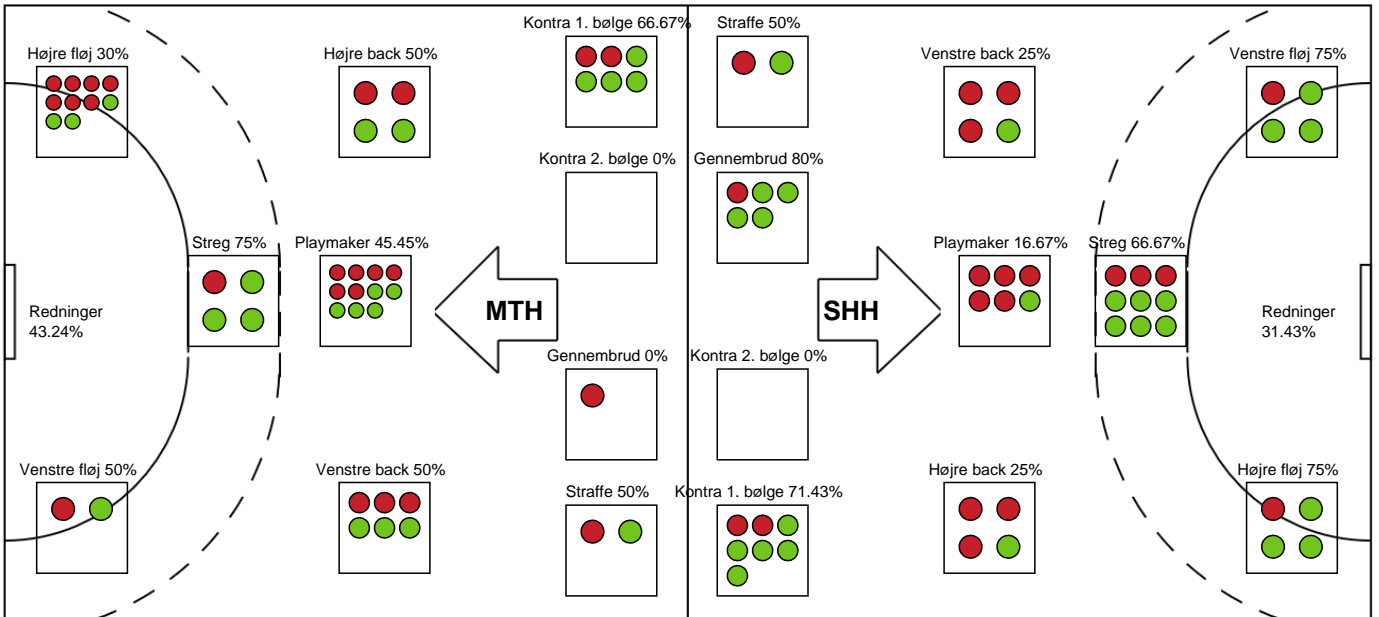 Kontra 1. bølge 66.67%
Straffe 50%
Højre fløj 30%
Højre back 50%
Venstre back 25%
Venstre fløj 75%
Kontra 2. bølge 0%
Gennembrud 80%
Streg 75%
Playmaker 45.45%
Playmaker 16.67%
Streg 66.67%
Redninger
43.24%
MTH
SHH
Redninger
31.43%
Gennembrud 0%
Kontra 2. bølge 0%
Venstre fløj 50%
Venstre back 50%
Straffe 50%
Kontra 1. bølge 71.43%
Højre back 25%
Højre fløj 75%